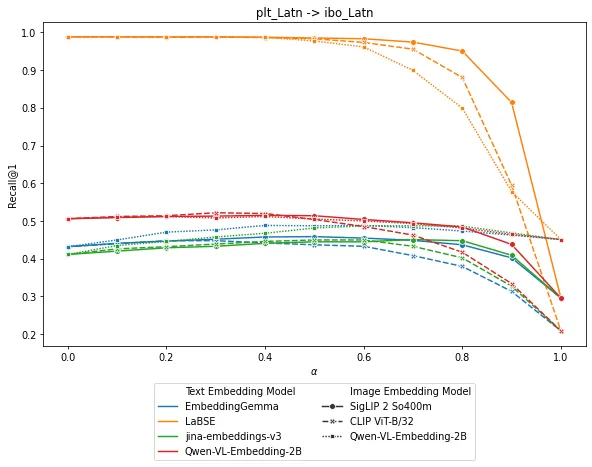 plt_Latn -> ibo_Latn
1.0
0.9
0.8
0.7
0.6
0.5
0.4
0.3
0.2
Recall@1
0.0 0.2 0.4 0.6 0.8 1.0
α
Text Embedding Model
EmbeddingGemma
LaBSE
jina-embeddings-v3
Qwen-VL-Embedding-2B
Image Embedding Model
SigLIP 2 So400m
CLIP ViT-B/32
Qwen-VL-Embedding-2B